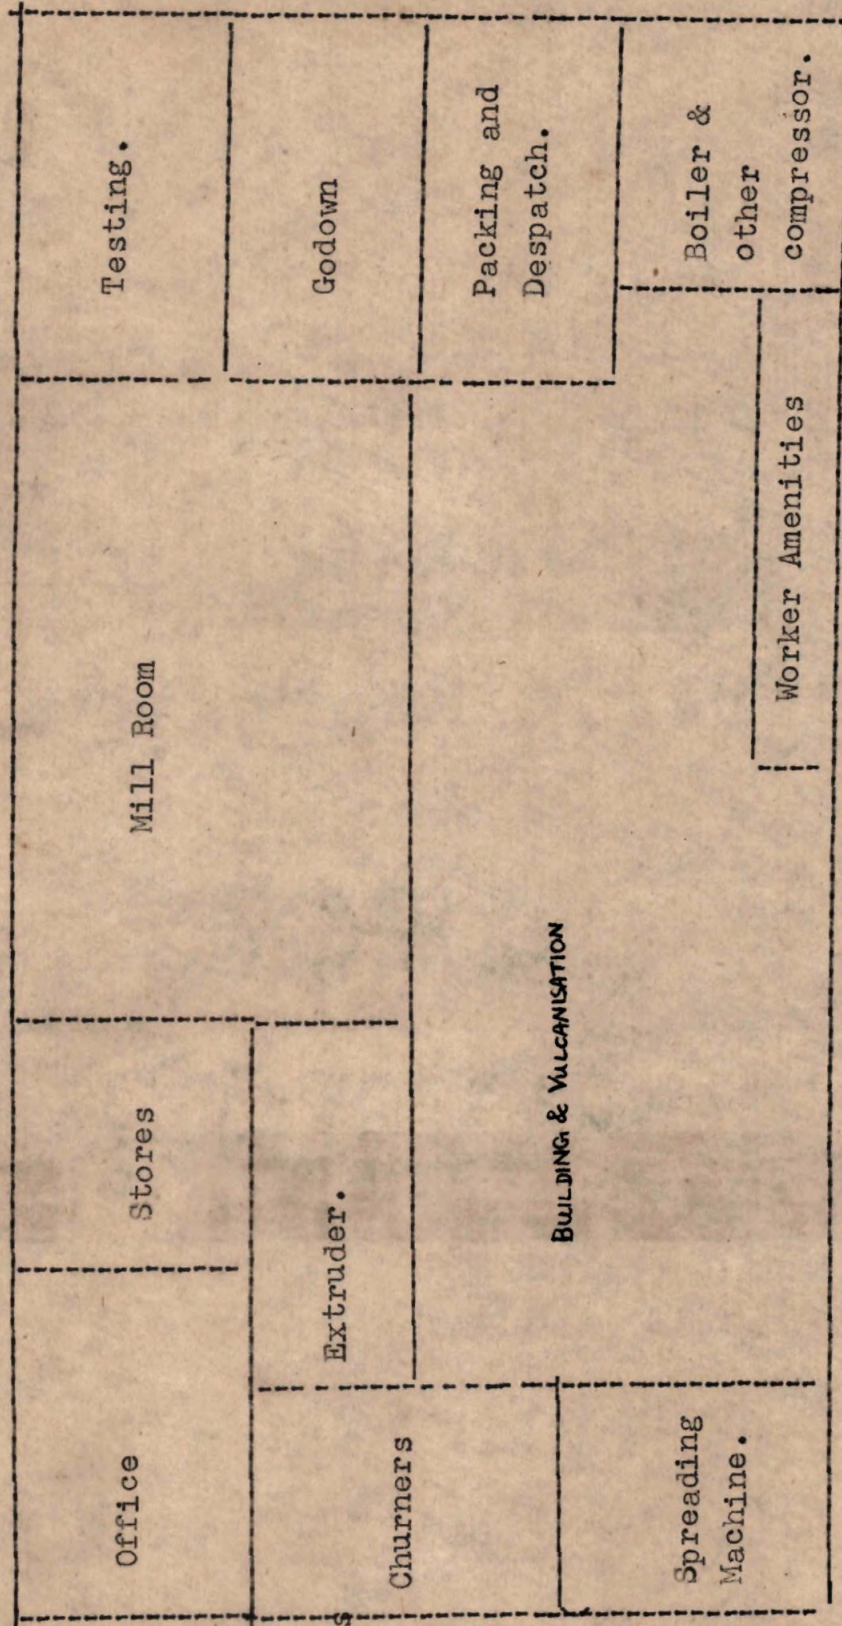 Office
Stores
Mill Room
Testing.
Churners
Extruder.
Godown
BUILDING & VULCANISATION
Packing and
Despatch.
Spreading
Machine.
Worker Amenities
Boiler &
other
compressor.
s